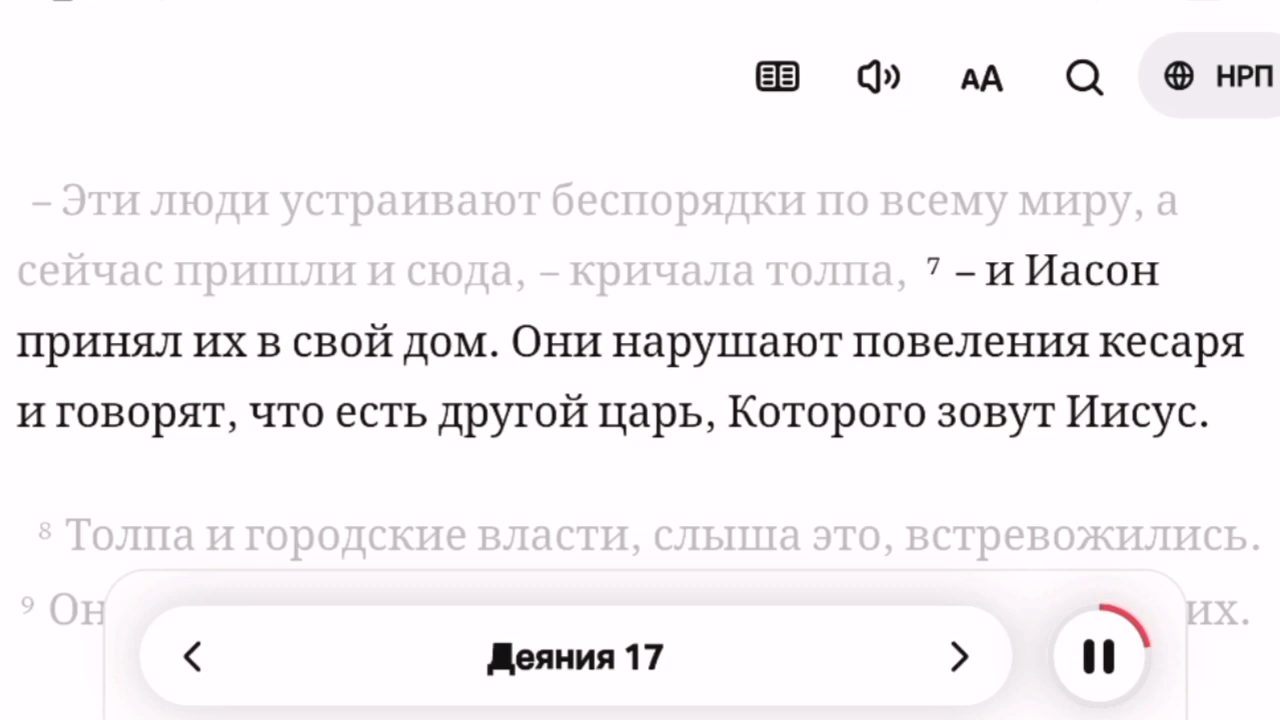 AA
НРП
– Эти люди устраивают беспорядки по всему миру, а
сейчас пришли и сюда, – кричала толпа, ⁷ – и Иасон
принял их в свой дом. Они нарушают повеления кесаря
и говорят, что есть другой царь, Которого зовут Иисус.
⁸ Толпа и городские власти, слыша это, встревожились.
⁹ их.
Деяния 17